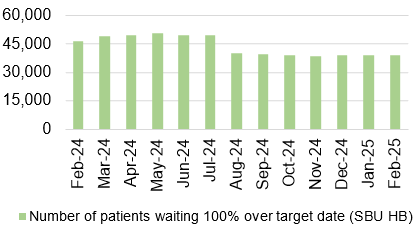 60,000
45,000
30,000
15,000
0
Feb-24
Mar-24
Apr-24
May-24
Jun-24
Jul-24
Aug-24
Sep-24
Oct-24
Nov-24
Dec-24
Jan-25
Feb-25
Number of patients waiting 100% over target date (SBU HB)